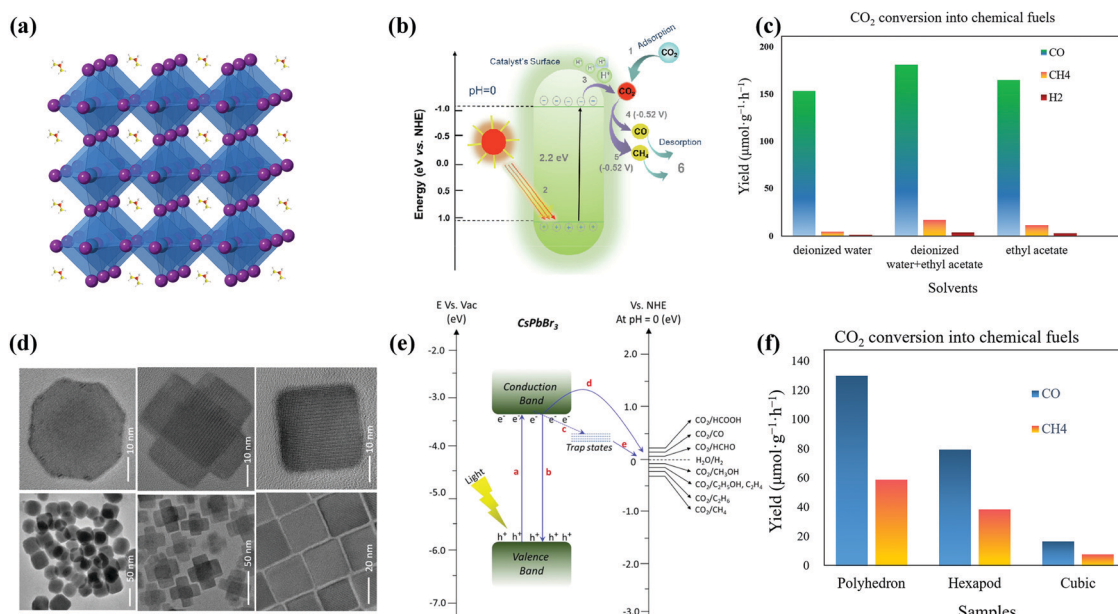 (a)
(b)
Catalyst's Surface
pH=0
Energy (eV vs. NHE)
-1.0
-0.5
0.0
0.5
1.0
2.2 eV
2
3
H⁺
H⁺
H⁺
H⁺
1 Adsorption
CO₂
CO₂
4 (-0.52 V)
CO
Desorption
CH₄
5
(-0.52 V)
6
(c)
CO₂ conversion into chemical fuels
CO
CH4
H2
Yield (μmol·g⁻¹·h⁻¹)
200
150
100
50
0
deionized water
deionized
water+ethyl acetate
ethyl acetate
Solvents
(d)
10 nm
10 nm
10 nm
50 nm
50 nm
20 nm
(e)
E Vs. Vac
(eV)
CsPbBr₃
Vs. NHE
At pH = 0 (eV)
-2.0
-3.0
-4.0
-5.0
-6.0
-7.0
Conduction
Band
e⁻ e⁻ e⁻ e⁻ e⁻
a
b
c
d
e
Trap states
Light
h⁺ h⁺ h⁺ h⁺ h⁺
Valence
Band
2.0
1.0
0
-1.0
-2.0
-3.0
CO₂/HCOOH
CO₂/CO
CO₂/HCHO
H₂O/H₂
CO₂/CH₃OH
CO₂/C₂H₅OH, C₂H₄
CO₂/C₂H₆
CO₂/CH₄
(f)
CO₂ conversion into chemical fuels
CO
CH4
Yield (μmol·g⁻¹·h⁻¹)
140
120
100
80
60
40
20
0
Polyhedron
Hexapod
Cubic
Samples